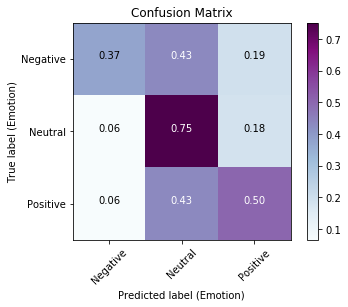 Confusion Matrix
True label (Emotion)
Negative 0.37 0.43 0.19
Neutral 0.06 0.75 0.18
Positive 0.06 0.43 0.50
Negative Neutral Positive
Predicted label (Emotion)
0.7
0.6
0.5
0.4
0.3
0.2
0.1